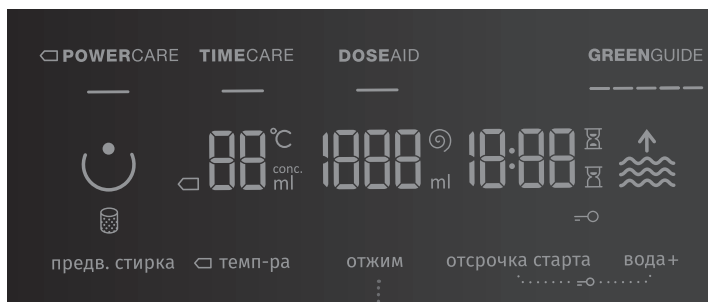 POWERCARE TIMECARE DOSEAID GREENGUIDE
88 °C 1888 18:88
conc.
ml ml
предв. стирка темп-ра отжим отсрочка старта вода+